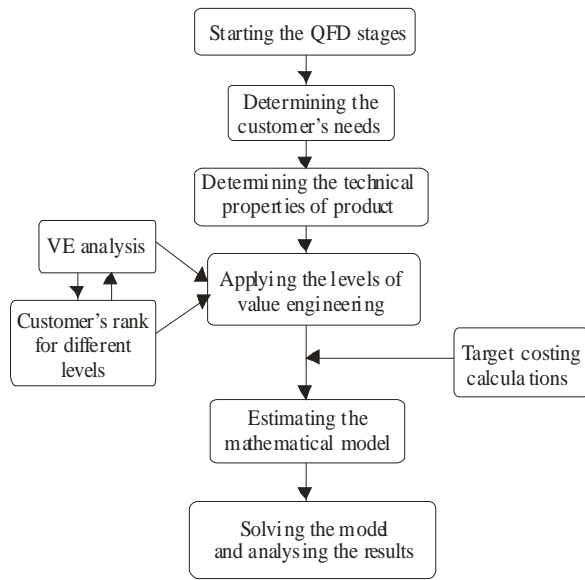 Starting the QFD stages
Determining the
customer's needs
Determining the technical
properties of product
VE analysis
Applying the levels of
value engineering
Customer's rank
for different
levels
Target costing
calculations
Estimating the
mathematical model
Solving the model
and analysing the results